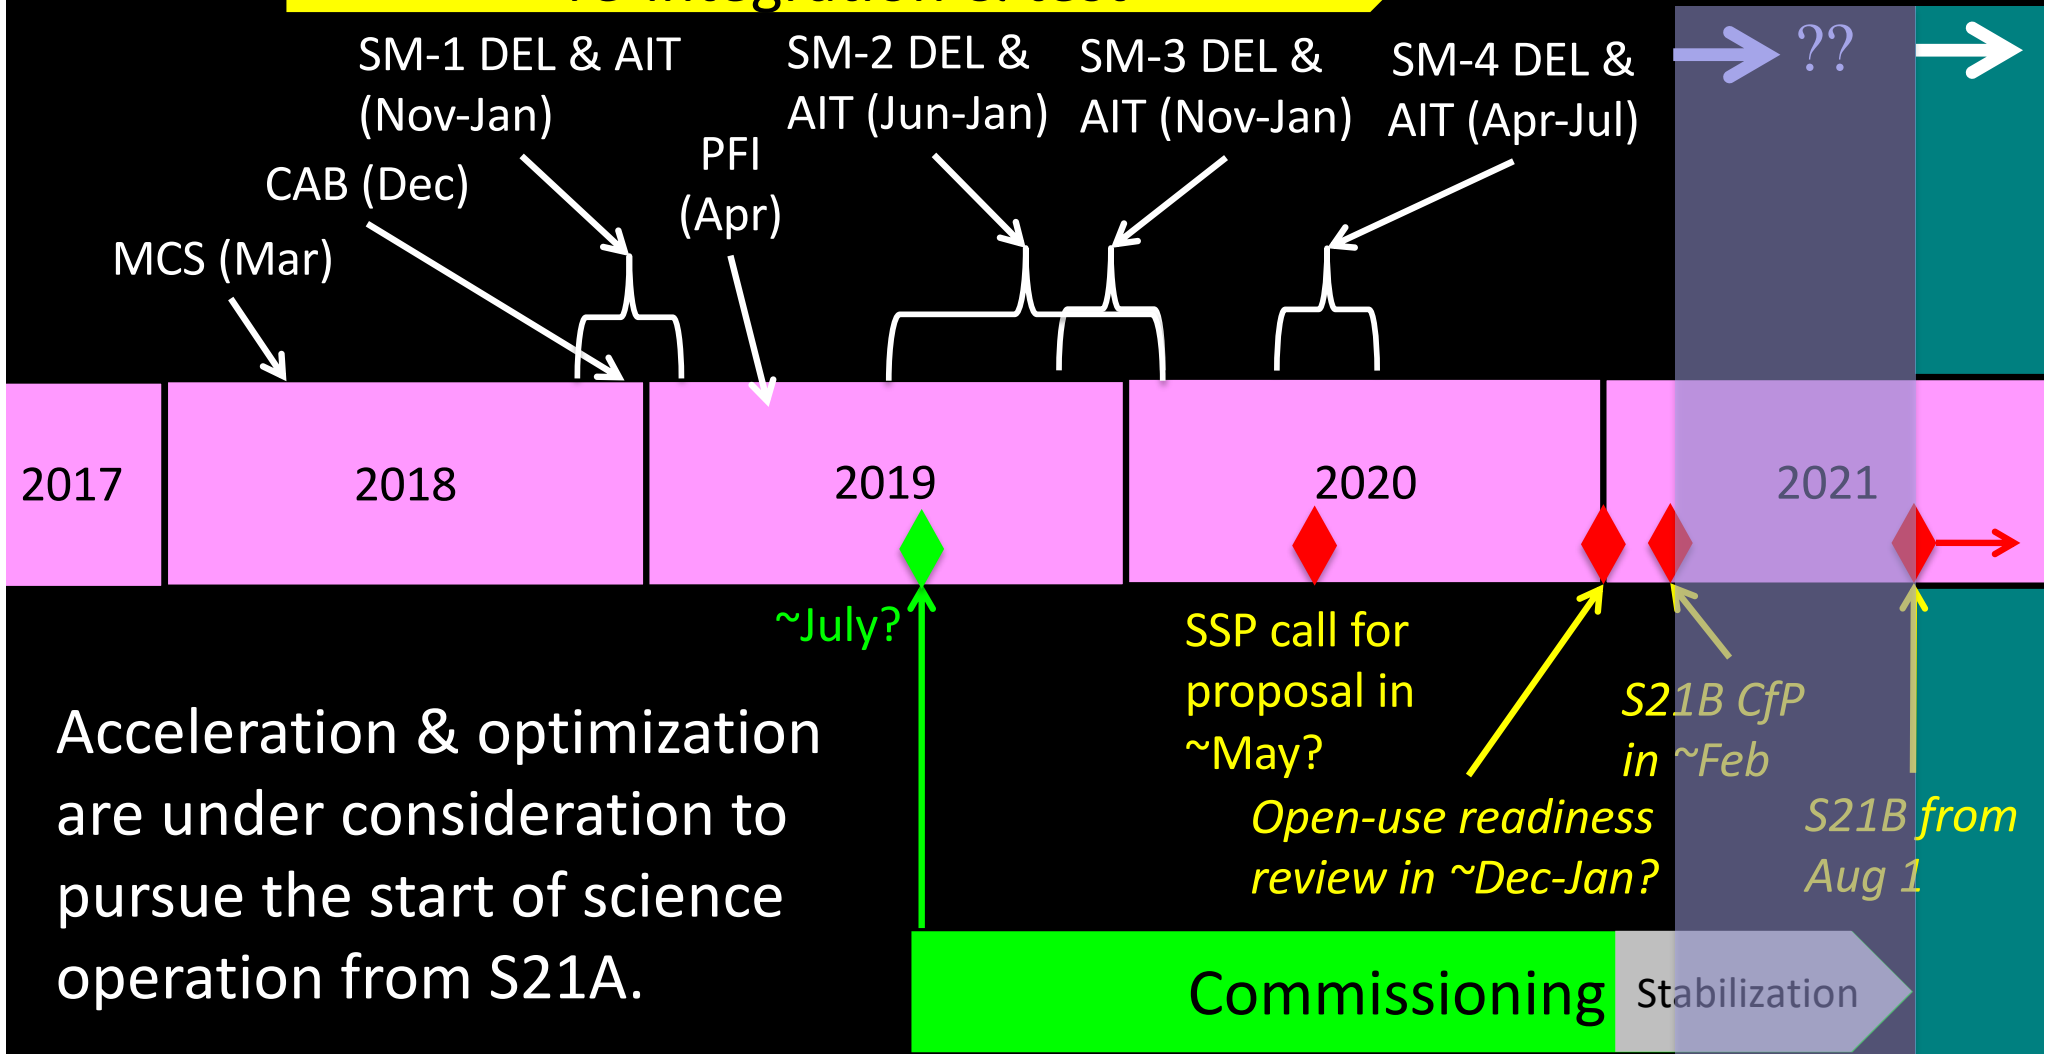 integration & test
SM-1 DEL & AIT
(Nov-Jan)
SM-2 DEL &
AIT (Jun-Jan)
SM-3 DEL &
AIT (Nov-Jan)
SM-4 DEL &
AIT (Apr-Jul)
??
PFI
(Apr)
CAB (Dec)
MCS (Mar)
2017
2018
2019
2020
2021
~July?
SSP call for
proposal in
~May?
Open-use readiness
review in ~Dec-Jan?
S21B CfP
in ~Feb
S21B from
Aug 1
Acceleration & optimization
are under consideration to
pursue the start of science
operation from S21A.
Commissioning
Stabilization